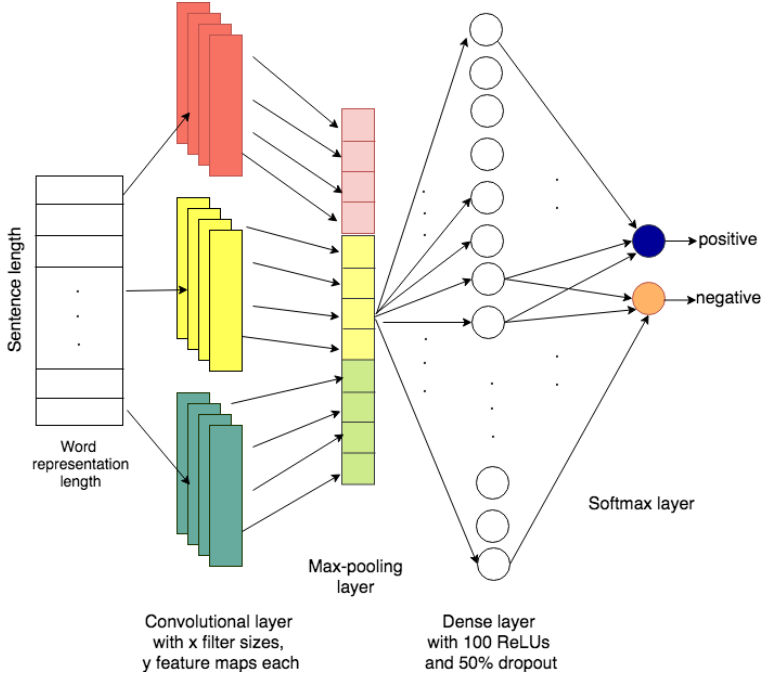 Sentence length
Word
representation
length
Convolutional layer
with x filter sizes,
y feature maps each
Max-pooling
layer
Dense layer
with 100 ReLUs
and 50% dropout
Softmax layer
positive
negative